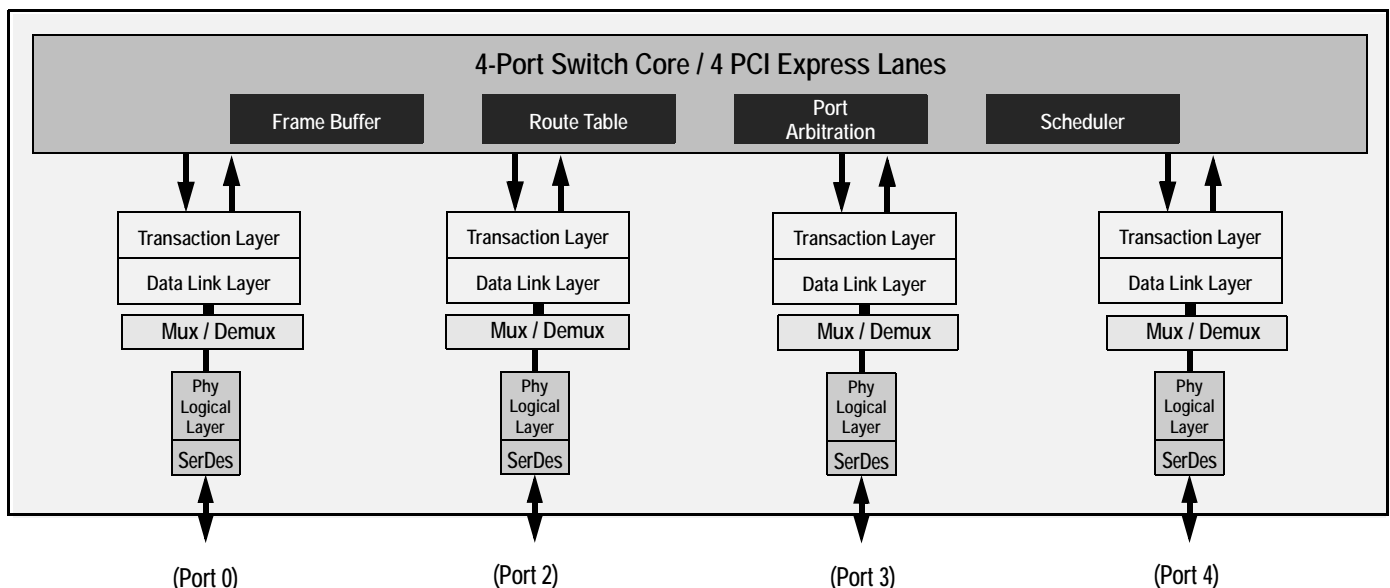 4-Port Switch Core / 4 PCI Express Lanes
Frame Buffer
Route Table
Port
Arbitration
Scheduler
Transaction Layer
Data Link Layer
Mux / Demux
Phy
Logical
Layer
SerDes
(Port 0)
Transaction Layer
Data Link Layer
Mux / Demux
Phy
Logical
Layer
SerDes
(Port 2)
Transaction Layer
Data Link Layer
Mux / Demux
Phy
Logical
Layer
SerDes
(Port 3)
Transaction Layer
Data Link Layer
Mux / Demux
Phy
Logical
Layer
SerDes
(Port 4)